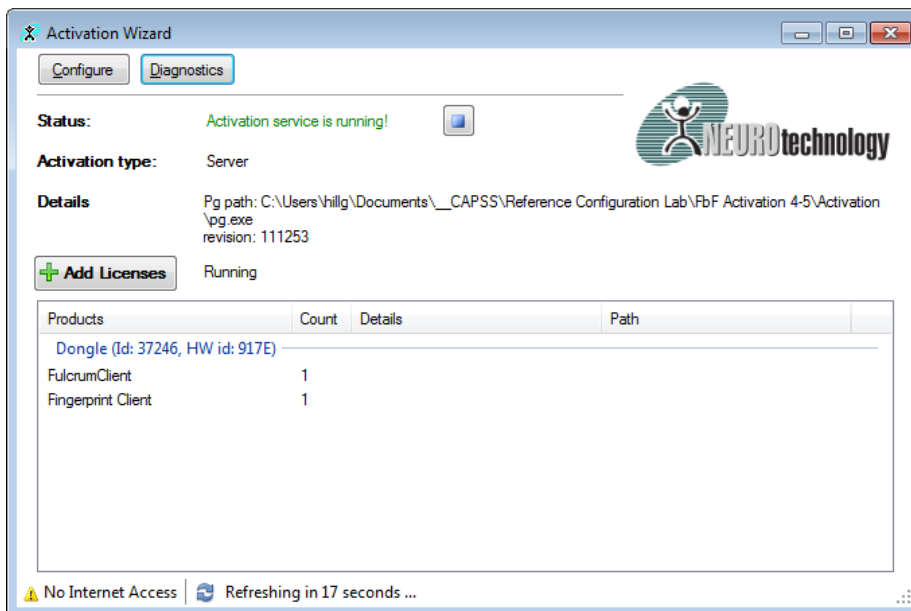 Activation Wizard
Configure Diagnostics
Status: Activation service is running!
NEUROtechnology
Activation type: Server
Details Pg path: C:\Users\hillg\Documents\__CAPSS\Reference Configuration Lab\FbF Activation 4-5\Activation
\pg.exe
revision: 111253
Add Licenses Running
Products Count Details Path
Dongle (Id: 37246, HW id: 917E)
FulcrumClient 1
Fingerprint Client 1
No Internet Access Refreshing in 17 seconds ...